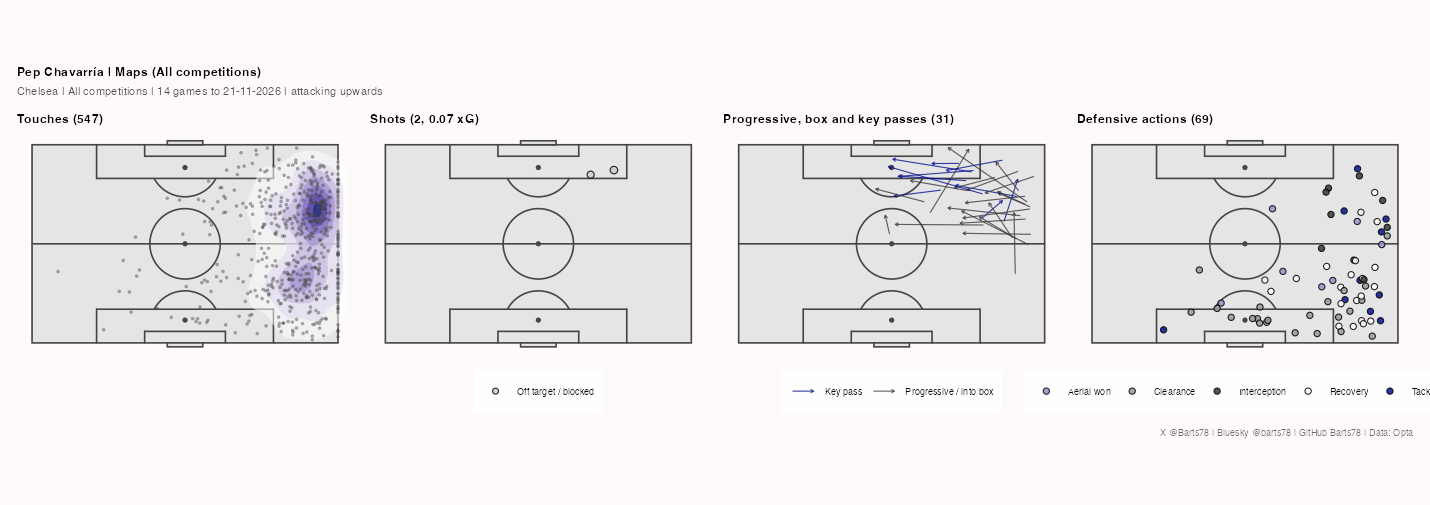 Pep Chavarría | Maps (All competitions)
Chelsea | All competitions | 14 games to 21-11-2026 | attacking upwards
Touches (547)
Shots (2, 0.07 xG)
Progressive, box and key passes (31)
Defensive actions (69)
Off target / blocked
Key pass
Progressive / into box
Aerial won
Clearance
Interception
Recovery
Tack
X @Barts78 | Bluesky @barts78 | GitHub Barts78 | Data: Opta